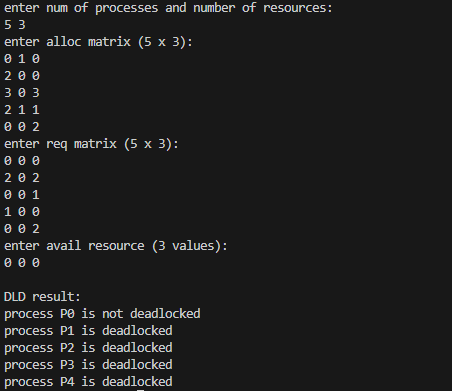 enter num of processes and number of resources:
5 3
enter alloc matrix (5 x 3):
0 1 0
2 0 0
3 0 3
2 1 1
0 0 2
enter req matrix (5 x 3):
0 0 0
2 0 2
0 0 1
1 0 0
0 0 2
enter avail resource (3 values):
0 0 0
DLD result:
process P0 is not deadlocked
process P1 is deadlocked
process P2 is deadlocked
process P3 is deadlocked
process P4 is deadlocked